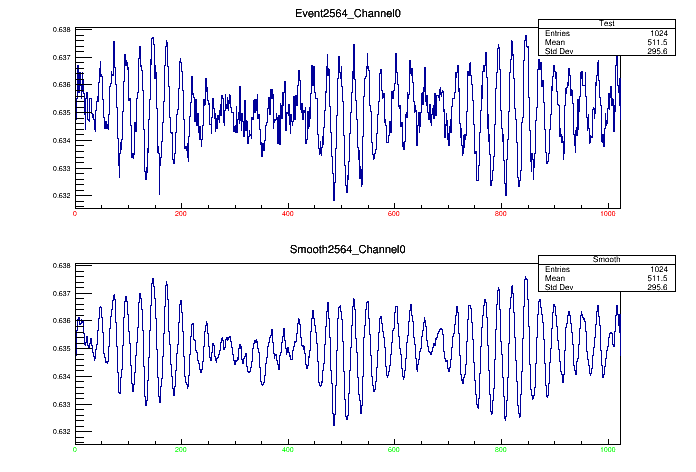 Event2564_Channel0
Test
Entries 1024
Mean 511.5
Std Dev 295.6
0.638
0.637
0.636
0.635
0.634
0.633
0.632
0 200 400 600 800 1000
Smooth2564_Channel0
Smooth
Entries 1024
Mean 511.5
Std Dev 295.6
0.638
0.637
0.636
0.635
0.634
0.633
0.632
0 200 400 600 800 1000